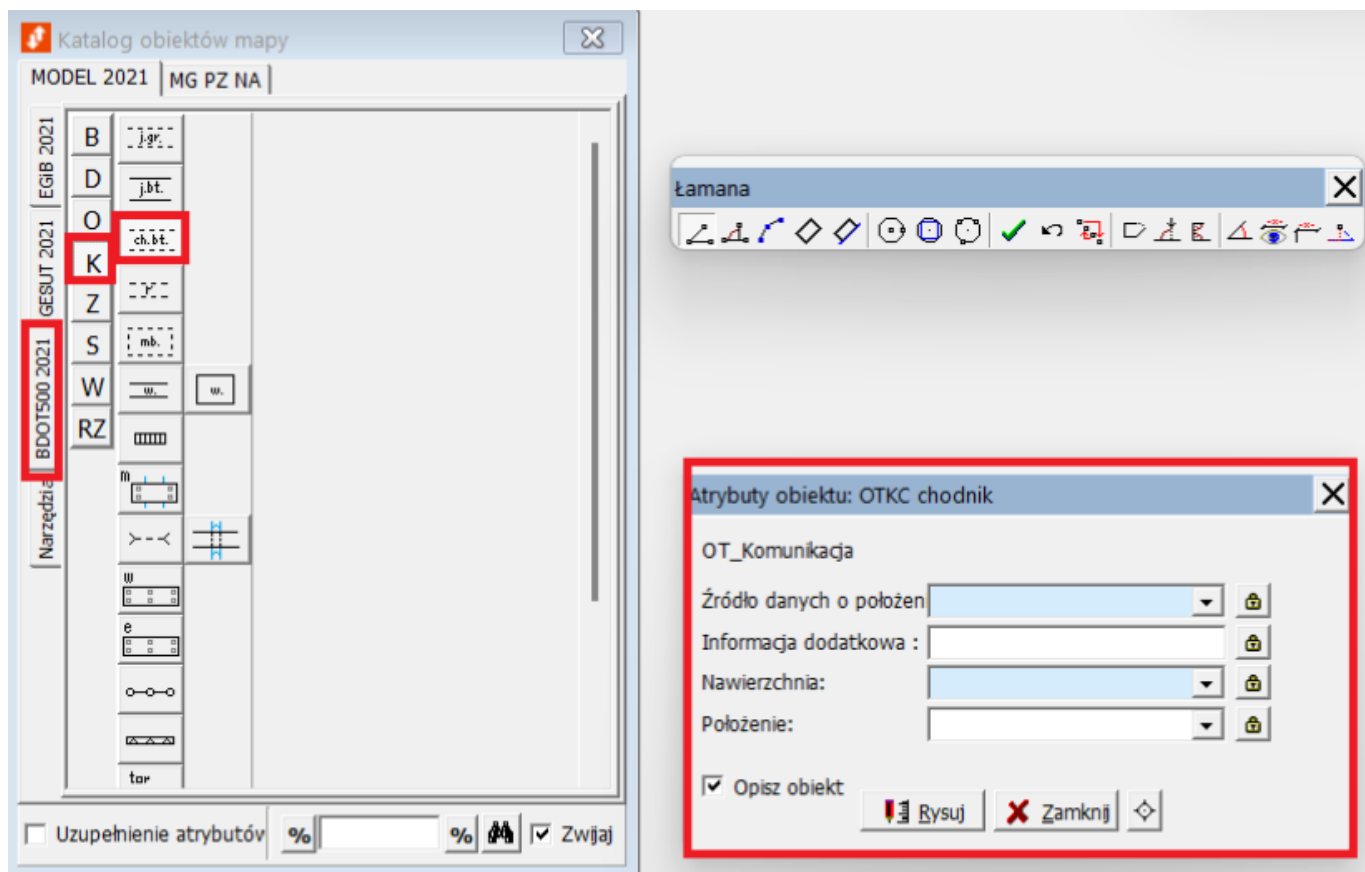 Katalog obiektów mapy
MODEL 2021
MG PZ NA
EGiB 2021
GESUT 2021
BDOT500 2021
Narzędzia
B
D
O
K
Z
S
W
RZ
j.gr.
j.bt.
ch.bt.
r.
mb.
w.
w.
m
w
e
tor
Uzupełnienie atrybutów
%
%
Zwijaj
Łamana
Atrybuty obiektu: OTKC chodnik
OT_Komunikacja
Źródło danych o położen
Informacja dodatkowa :
Nawierzchnia:
Położenie:
Opisz obiekt
Rysuj
Zamknij